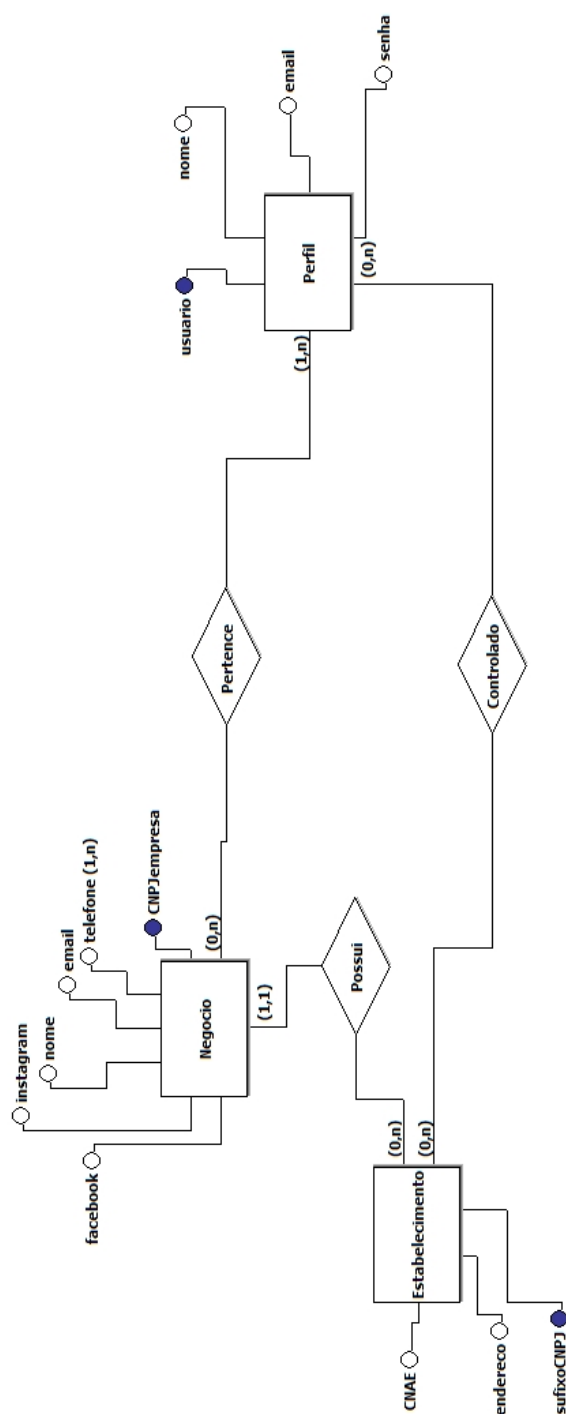 instagram
nome
email
telefone (1,n)
facebook
CNPJempresa
Negocio
(0,n)
(1,1)
Pertence
usuario
nome
email
senha
Perfil
(1,n)
(0,n)
Possui
Controlado
(0,n)
(0,n)
Estabelecimento
CNAE
endereco
sufixoCNPJ